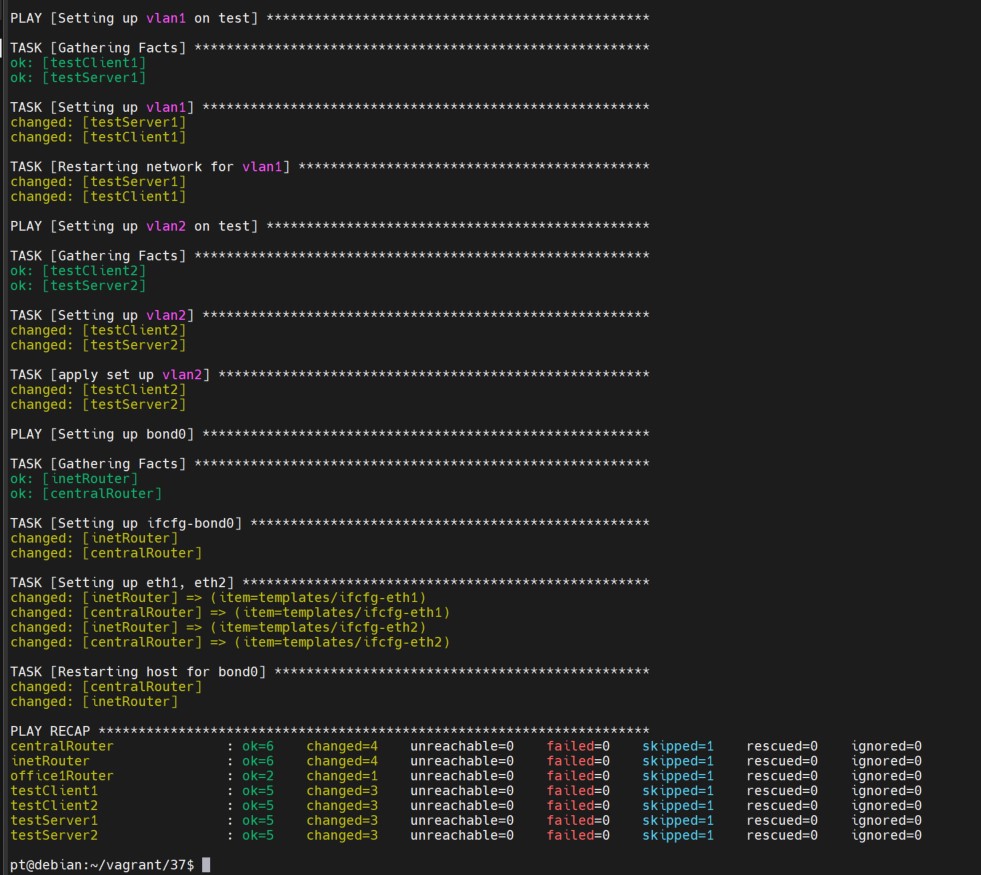 PLAY [Setting up vlan1 on test] ************************************************
TASK [Gathering Facts] *********************************************************
ok: [testClient1]
ok: [testServer1]
TASK [Setting up vlan1] ********************************************************
changed: [testServer1]
changed: [testClient1]
TASK [Restarting network for vlan1] ********************************************
changed: [testServer1]
changed: [testClient1]
PLAY [Setting up vlan2 on test] ************************************************
TASK [Gathering Facts] *********************************************************
ok: [testClient2]
ok: [testServer2]
TASK [Setting up vlan2] ********************************************************
changed: [testClient2]
changed: [testServer2]
TASK [apply set up vlan2] ******************************************************
changed: [testClient2]
changed: [testServer2]
PLAY [Setting up bond0] ********************************************************
TASK [Gathering Facts] *********************************************************
ok: [inetRouter]
ok: [centralRouter]
TASK [Setting up ifcfg-bond0] **************************************************
changed: [inetRouter]
changed: [centralRouter]
TASK [Setting up eth1, eth2] ***************************************************
changed: [inetRouter] => (item=templates/ifcfg-eth1)
changed: [centralRouter] => (item=templates/ifcfg-eth1)
changed: [inetRouter] => (item=templates/ifcfg-eth2)
changed: [centralRouter] => (item=templates/ifcfg-eth2)
TASK [Restarting host for bond0] ***********************************************
changed: [centralRouter]
changed: [inetRouter]
PLAY RECAP *********************************************************************
centralRouter              : ok=6    changed=4    unreachable=0    failed=0    skipped=1    rescued=0    ignored=0
inetRouter                 : ok=6    changed=4    unreachable=0    failed=0    skipped=1    rescued=0    ignored=0
office1Router              : ok=2    changed=1    unreachable=0    failed=0    skipped=1    rescued=0    ignored=0
testClient1                : ok=5    changed=3    unreachable=0    failed=0    skipped=1    rescued=0    ignored=0
testClient2                : ok=5    changed=3    unreachable=0    failed=0    skipped=1    rescued=0    ignored=0
testServer1                : ok=5    changed=3    unreachable=0    failed=0    skipped=1    rescued=0    ignored=0
testServer2                : ok=5    changed=3    unreachable=0    failed=0    skipped=1    rescued=0    ignored=0
pt@debian:~/vagrant/37$